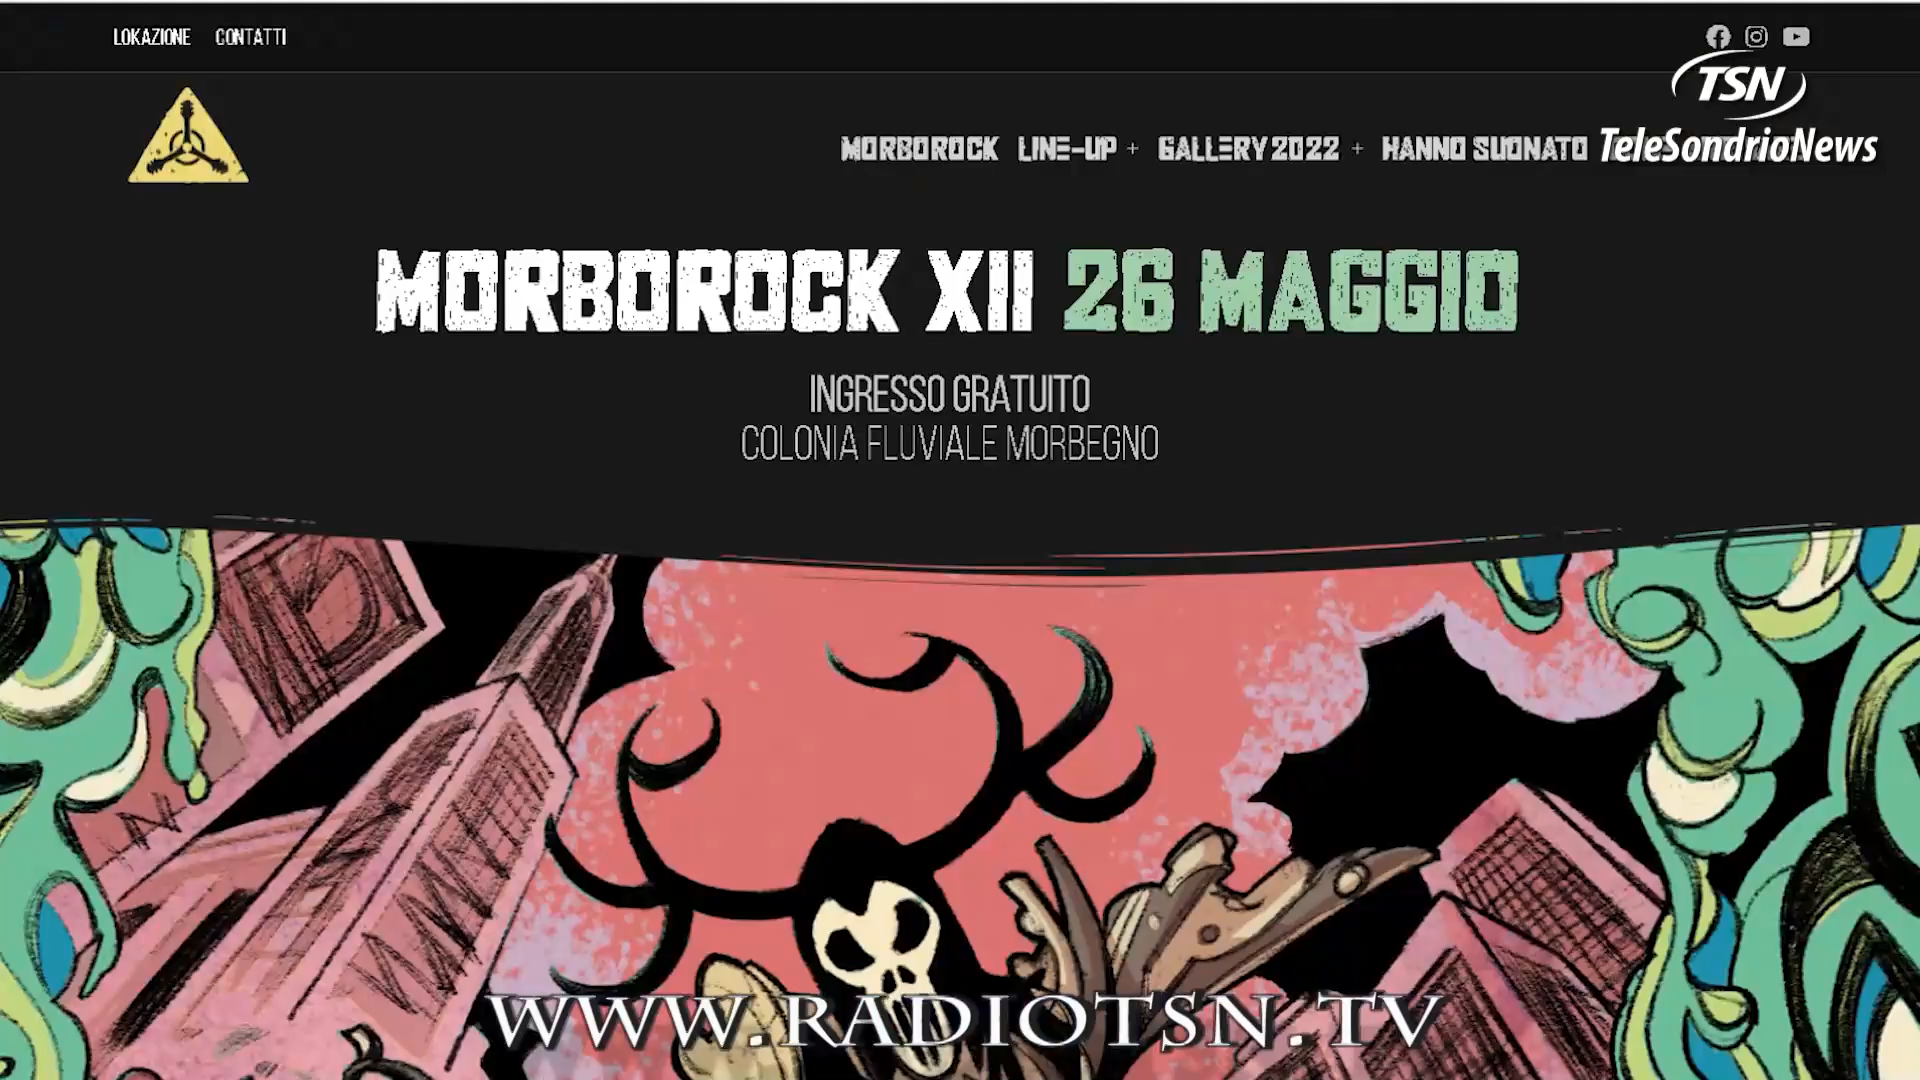 LOKAZIONE CONTATTI
TSN
MORBOROCK LINE-UP + GALLERY 2022 + HANNO SUONATO
TeleSondrioNews
MORBOROCK XII 26 MAGGIO
INGRESSO GRATUITO
COLONIA FLUVIALE MORBEGNO
WWW.RADIOTSN.TV